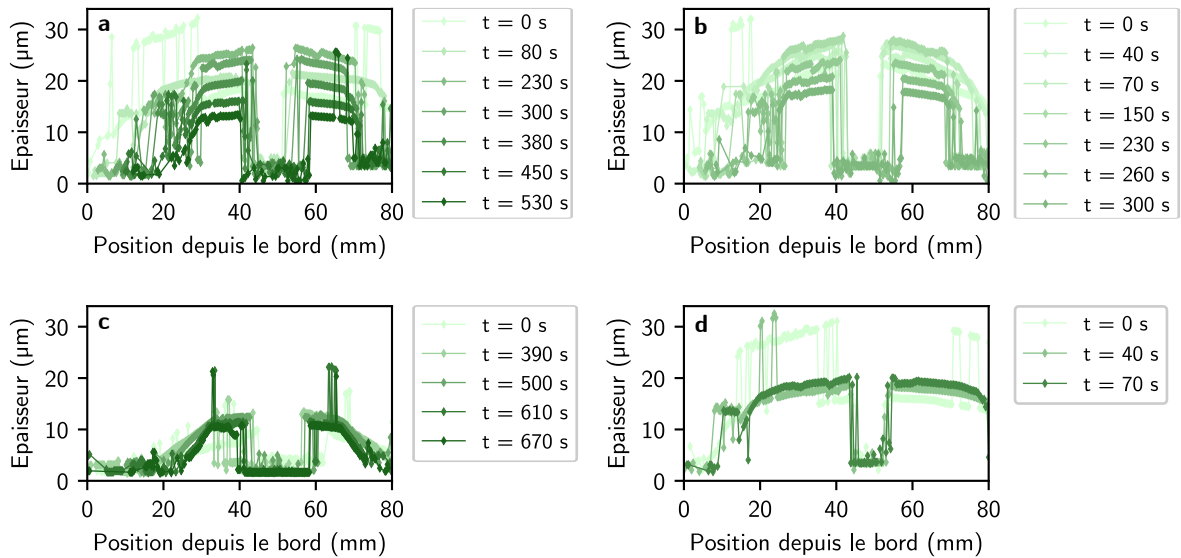 a
Epaisseur (µm)
30
20
10
0
0 20 40 60 80
Position depuis le bord (mm)
t = 0 s
t = 80 s
t = 230 s
t = 300 s
t = 380 s
t = 450 s
t = 530 s
b
Epaisseur (µm)
30
20
10
0
0 20 40 60 80
Position depuis le bord (mm)
t = 0 s
t = 40 s
t = 70 s
t = 150 s
t = 230 s
t = 260 s
t = 300 s
c
Epaisseur (µm)
30
20
10
0
0 20 40 60 80
Position depuis le bord (mm)
t = 0 s
t = 390 s
t = 500 s
t = 610 s
t = 670 s
d
Epaisseur (µm)
30
20
10
0
0 20 40 60 80
Position depuis le bord (mm)
t = 0 s
t = 40 s
t = 70 s